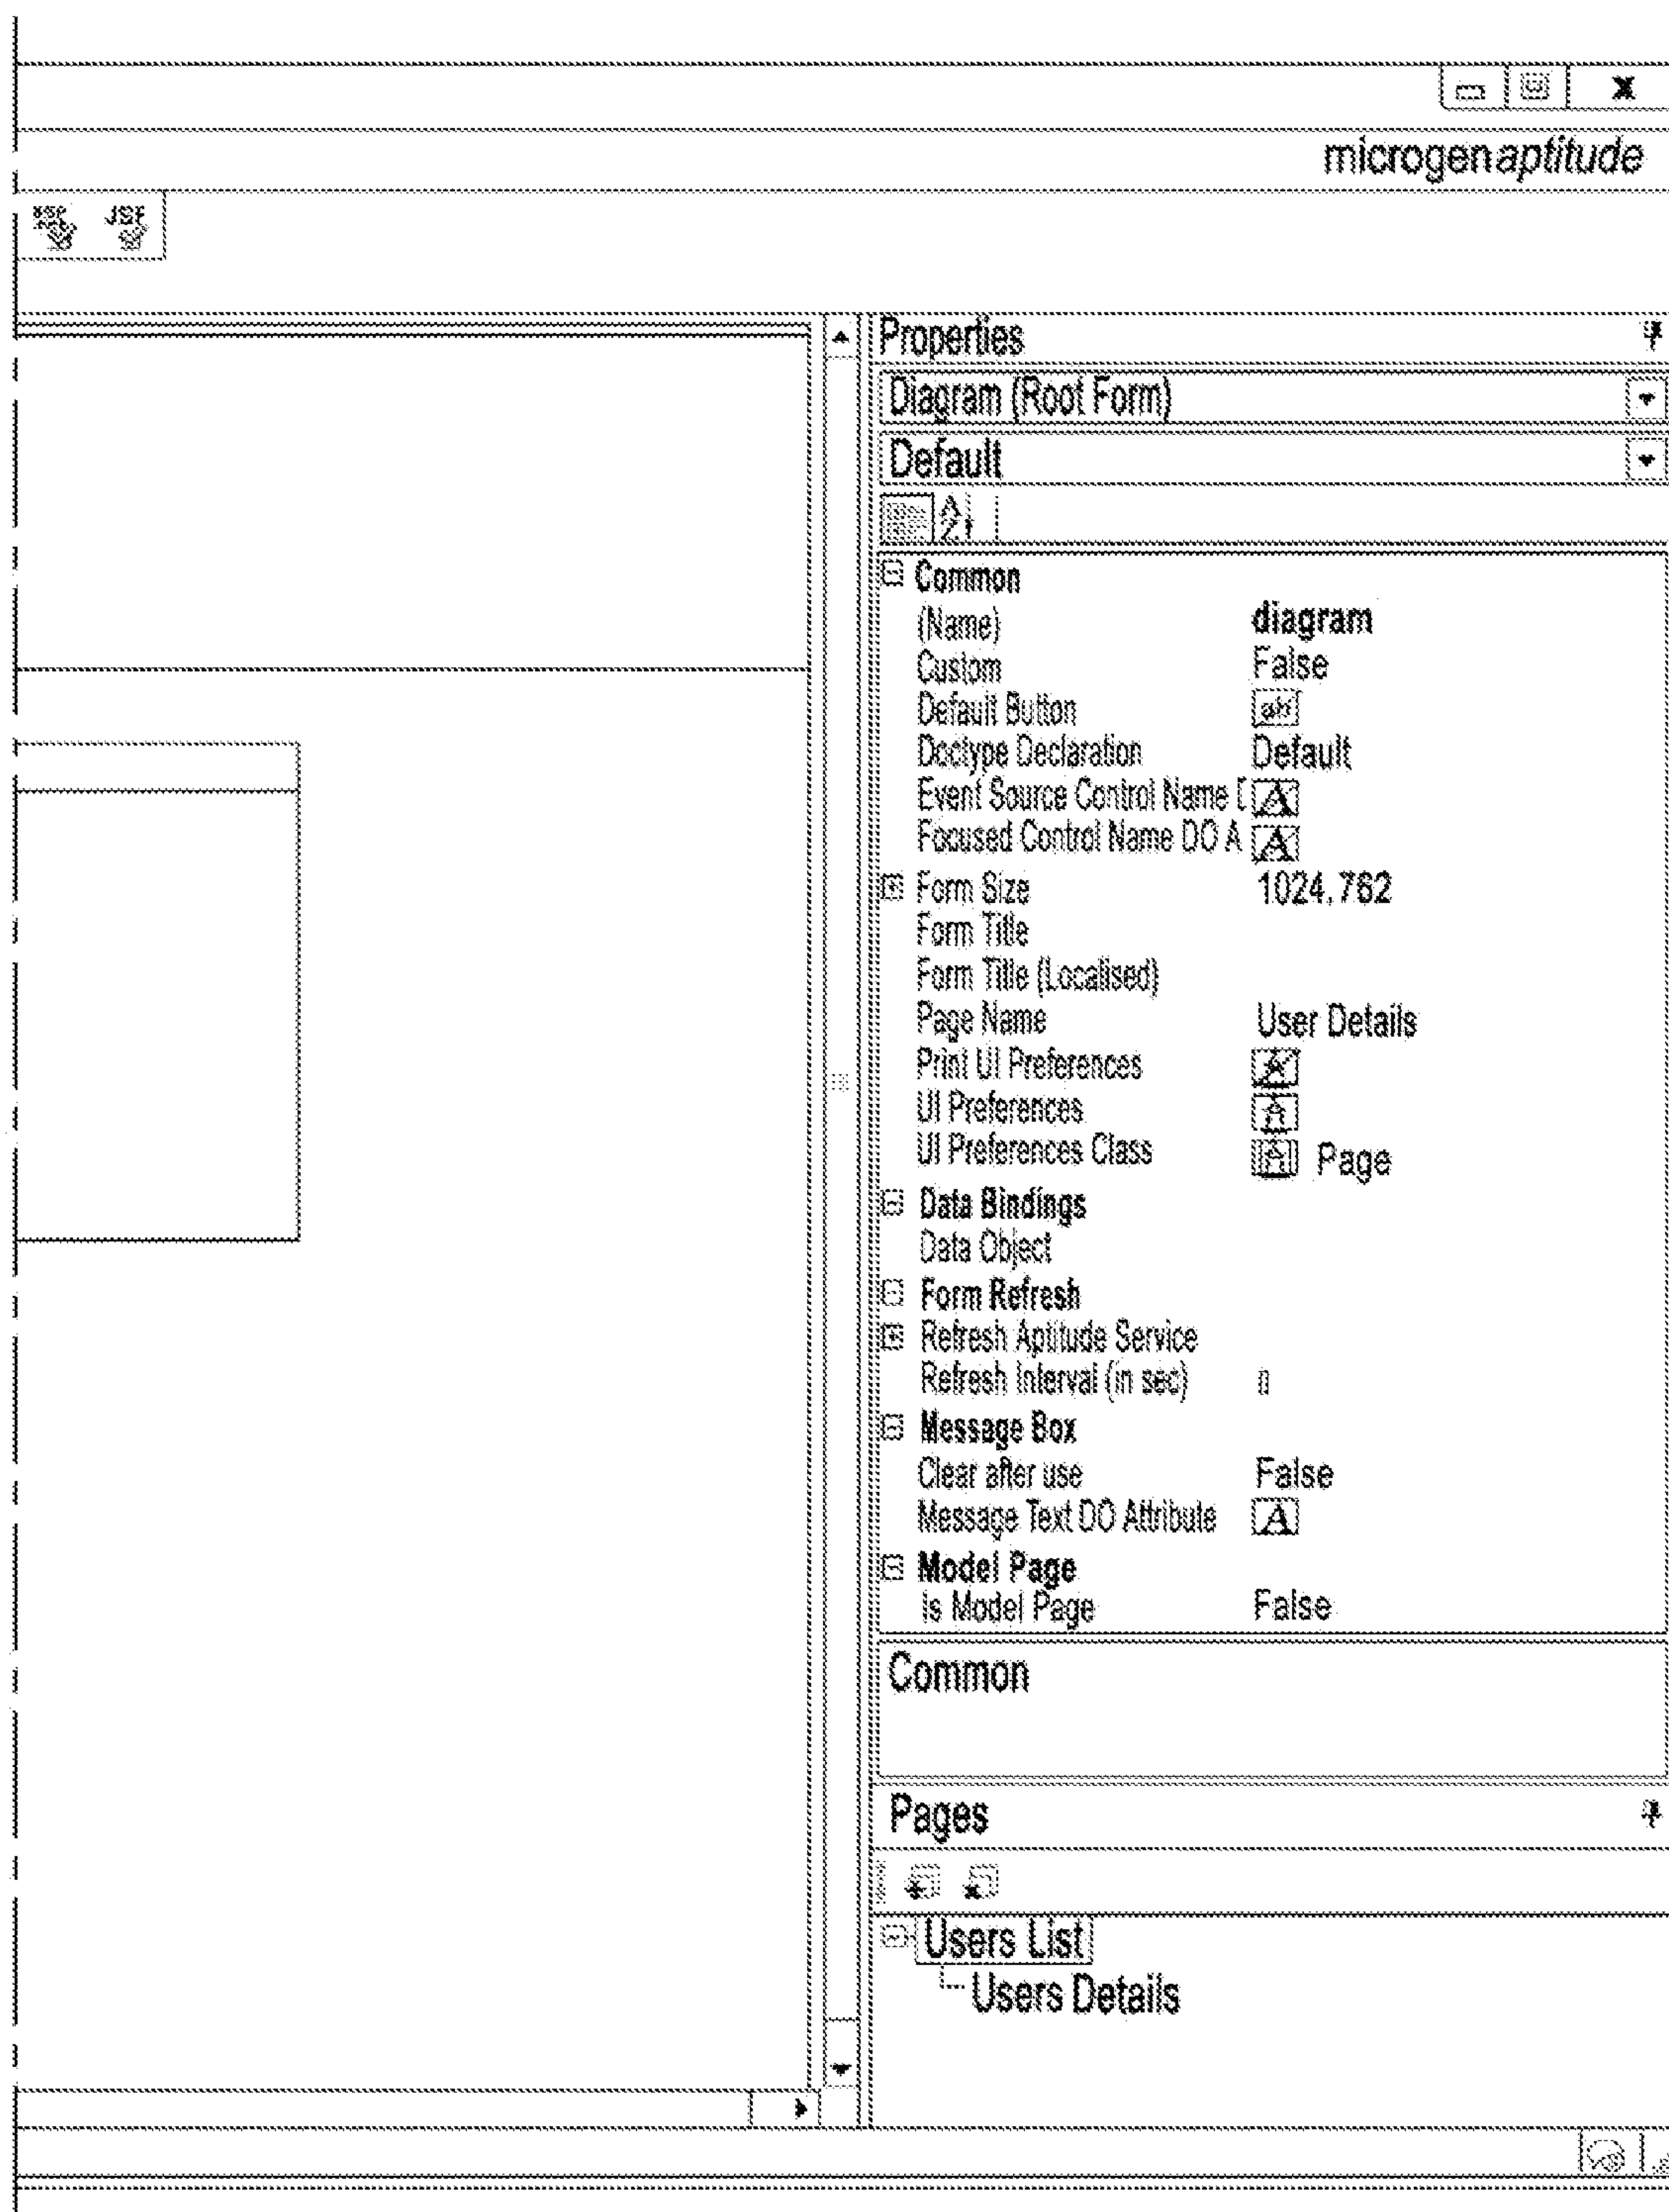 microgenaptitude
JSF
Properties
Diagram (Root Form)
Default
Common
(Name) diagram
Custom False
Default Button ab
Doctype Declaration Default
Event Source Control Name D A
Focused Control Name DO A A
Form Size 1024, 762
Form Title
Form Title (Localised)
Page Name User Details
Print UI Preferences A
UI Preferences A
UI Preferences Class A Page
Data Bindings
Data Object
Form Refresh
Refresh Aptitude Service
Refresh Interval (in sec)
Message Box
Clear after use False
Message Text DO Attribute A
Model Page
Is Model Page False
Common
Pages
Users List
Users Details